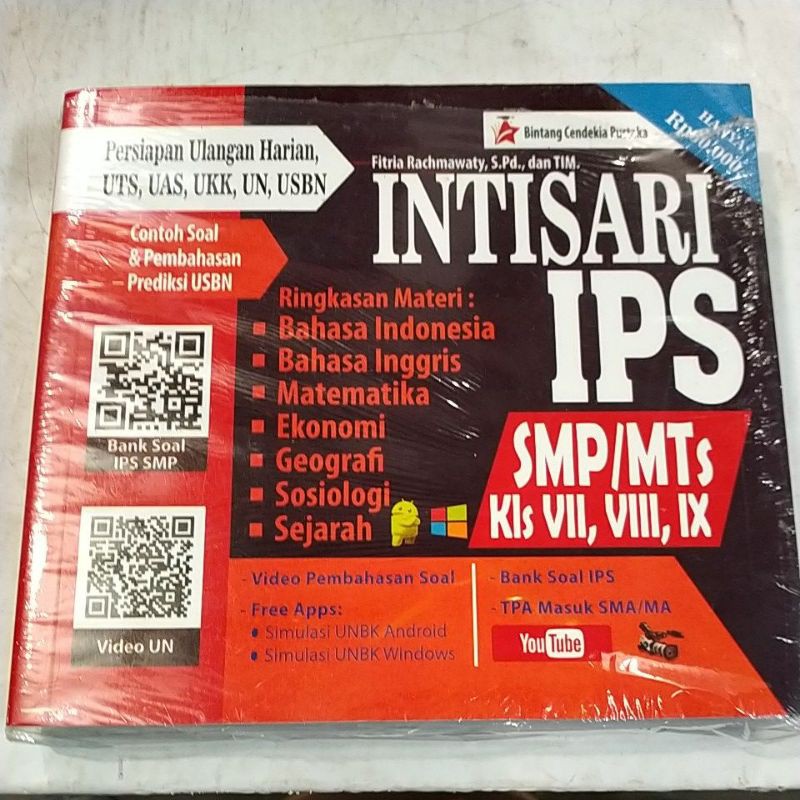 Persiapan Ulangan Harian,
UTS, UAS, UKK, UN, USBN
Contoh Soal
& Pembahasan
Prediksi USBN
Bank Soal
IPS SMP
Video UN
Bintang Cendekia Pustaka
Fitria Rachmawaty, S.Pd., dan TIM.
INTISARI
IPS
SMP/MTs
Kls VII, VIII, IX
Ringkasan Materi :
▪ Bahasa Indonesia
▪ Bahasa Inggris
▪ Matematika
▪ Ekonomi
▪ Geografi
▪ Sosiologi
▪ Sejarah
- Video Pembahasan Soal
- Free Apps:
• Simulasi UNBK Android
• Simulasi UNBK Windows
- Bank Soal IPS
- TPA Masuk SMA/MA
YouTube